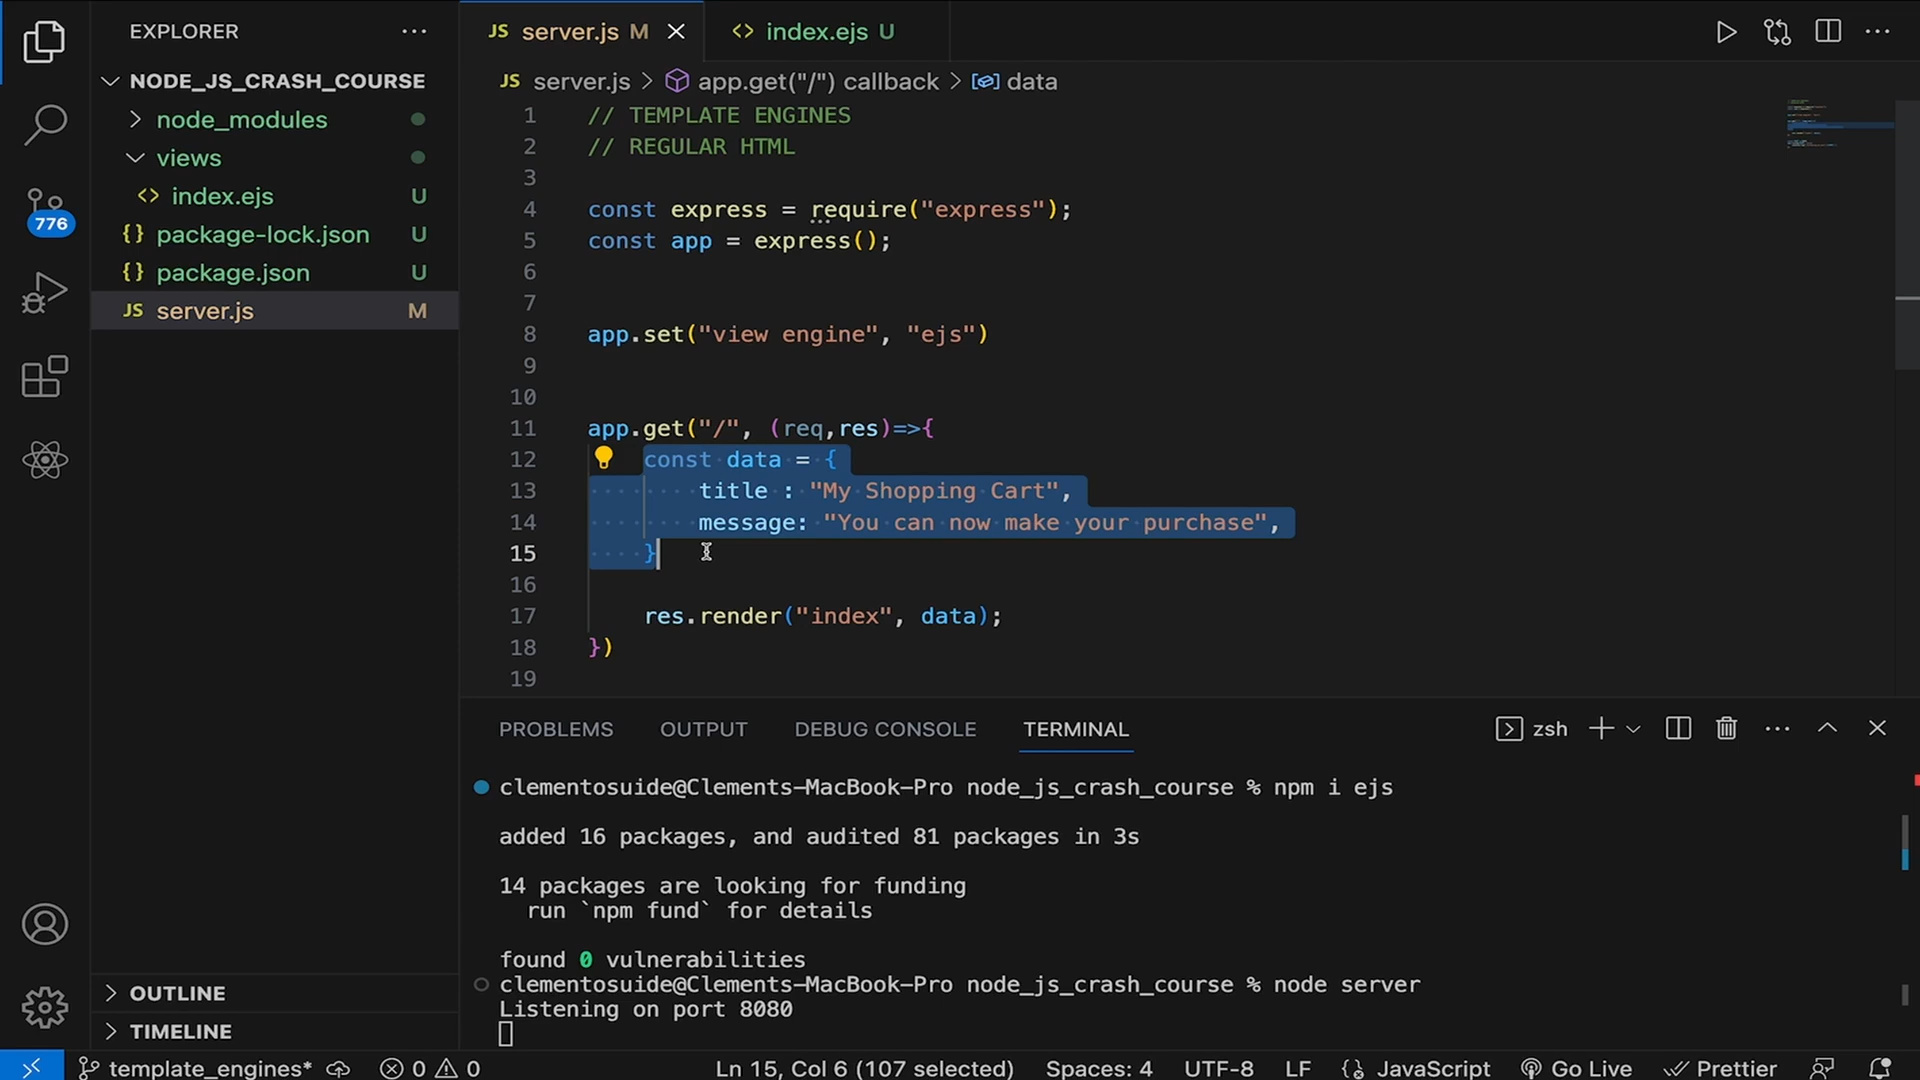 EXPLORER
NODE_JS_CRASH_COURSE
node_modules
views
<> index.ejs U
{} package-lock.json U
{} package.json U
JS server.js M
776
OUTLINE
TIMELINE
JS server.js M
<> index.ejs U
JS server.js > app.get("/") callback > data
1 // TEMPLATE ENGINES
2 // REGULAR HTML
3
4 const express = require("express");
5 const app = express();
6
7
8 app.set("view engine", "ejs")
9
10
11 app.get("/", (req,res)=>{
12 const data = {
13 title : "My Shopping Cart",
14 message: "You can now make your purchase",
15 }
16
17 res.render("index", data);
18 })
19
PROBLEMS OUTPUT DEBUG CONSOLE TERMINAL zsh
clementosuide@Clements-MacBook-Pro node_js_crash_course % npm i ejs
added 16 packages, and audited 81 packages in 3s
14 packages are looking for funding
run `npm fund` for details
found 0 vulnerabilities
clementosuide@Clements-MacBook-Pro node_js_crash_course % node server
Listening on port 8080
template_engines* 0 0 Ln 15, Col 6 (107 selected) Spaces: 4 UTF-8 LF JavaScript Go Live Prettier